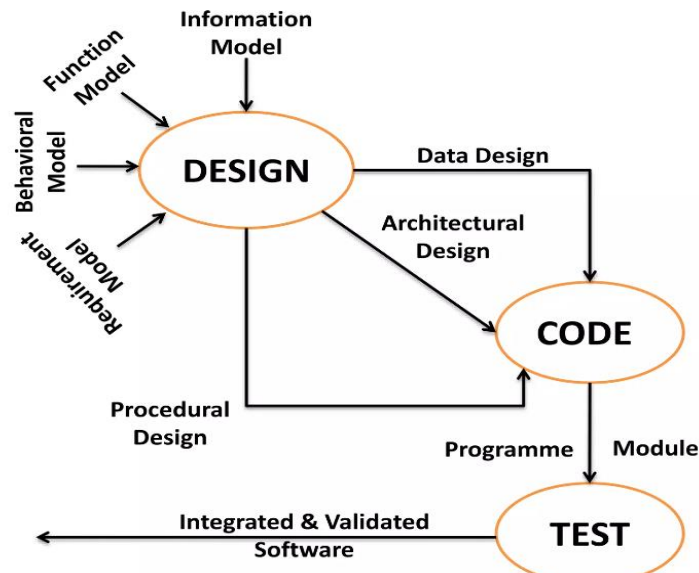 Information
Model
Function
Model
Behavioral
Model
Requirement
Model
DESIGN
Data Design
Architectural
Design
CODE
Procedural
Design
Programme Module
Integrated & Validated
Software
TEST